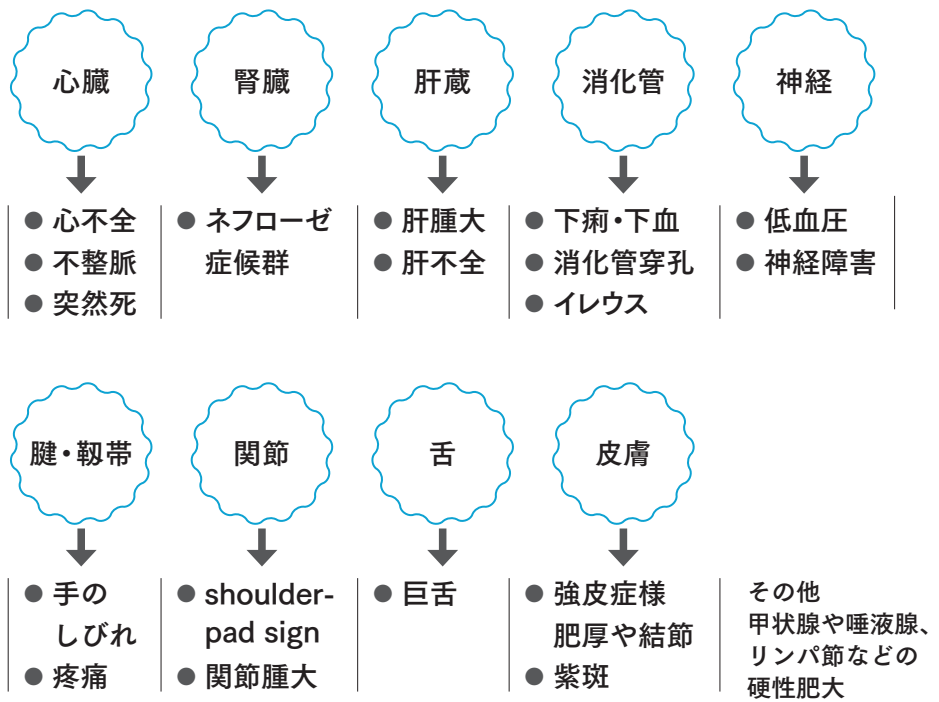 心臓
● 心不全
● 不整脈
● 突然死
腎臓
● ネフローゼ
症候群
肝蔵
● 肝腫大
● 肝不全
消化管
● 下痢・下血
● 消化管穿孔
● イレウス
神経
● 低血圧
● 神経障害
腱・靱帯
● 手の
しびれ
● 疼痛
関節
● shoulder-
pad sign
● 関節腫大
舌
● 巨舌
皮膚
● 強皮症様
肥厚や結節
● 紫斑
その他
甲状腺や唾液腺、
リンパ節などの
硬性肥大